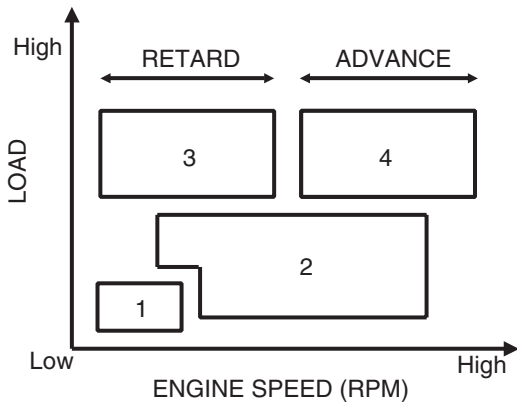 High
RETARD
ADVANCE
LOAD
3
4
2
1
Low
High
ENGINE SPEED (RPM)